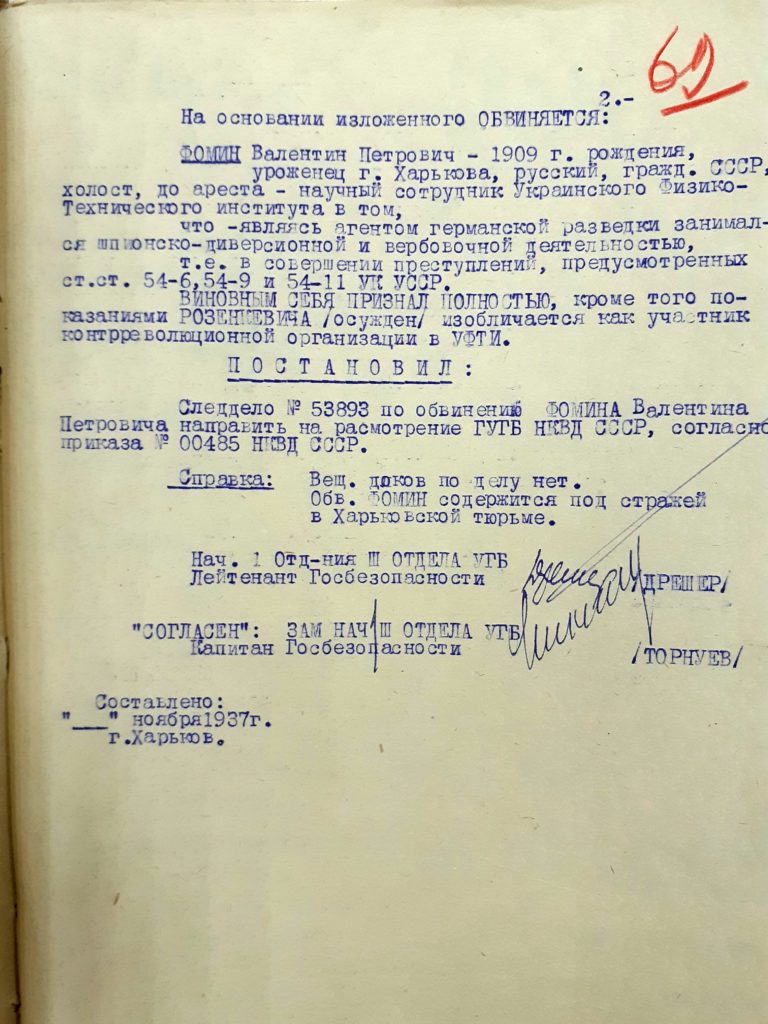 69
2.-
На основании изложенного ОБВИНЯЕТСЯ:
ФОМИН Валентин Петрович - 1909 г. рождения,
уроженец г. Харькова, русский, гражд. СССР,
холост, до ареста - научный сотрудник Украинского Физико-
Технического института в том,
что -являясь агентом германской разведки занимал-
ся шпионско-диверсионной и вербовочной деятельностью,
т.е. в совершении преступлений, предусмотренных
ст.ст. 54-6,54-9 и 54-11 УК УССР.
ВИНОВНЫМ СЕБЯ ПРИЗНАЛ ПОЛНОСТЬЮ, кроме того по-
казаниями РОЗЕНКЕВИЧА /осужден/ изобличается как участник
контрреволюционной организации в УФТИ.
П О С Т А Н О В И Л :
Следдело № 53893 по обвинению ФОМИНА Валентина
Петровича направить на расмотрение ГУГБ НКВД СССР, согласно
приказа № 00485 НКВД СССР.
Справка: Вещ. доков по делу нет.
Обв. ФОМИН содержится под стражей
в Харьковской тюрьме.
Нач. 1 Отд-ния Ш ОТДЕЛА УГБ
Лейтенант Госбезопасности /ДРЕШЕР/
"СОГЛАСЕН": ЗАМ НАЧ Ш ОТДЕЛА УГБ
Капитан Госбезопасности /ТОРНУЕВ/
Составлено:
"___" ноября1937г.
г.Харьков.